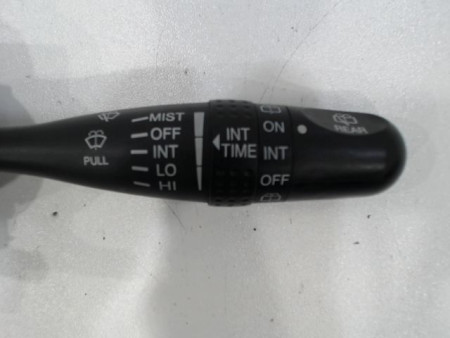 MIST
OFF
INT
LO
HI
PULL
INT
TIME
ON
INT
OFF
REAR